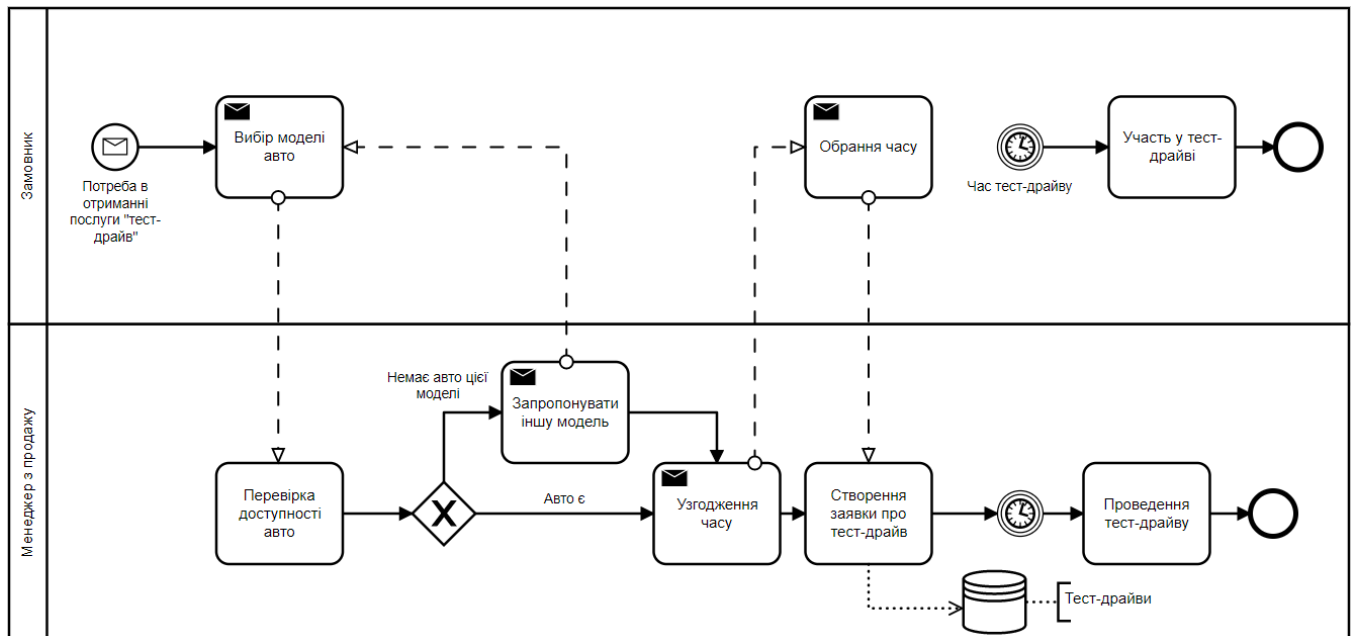 Замовник
Вибір моделі
авто
Потреба в
отриманні
послуги "тест-
драйв"
Обрання часу
Час тест-драйву
Участь у тест-
драйві
Менеджер з продажу
Немає авто цієї
моделі
Запропонувати
іншу модель
Перевірка
доступності
авто
Авто є
Узгодження
часу
Створення
заявки про
тест-драйв
Проведення
тест-драйву
Тест-драйви